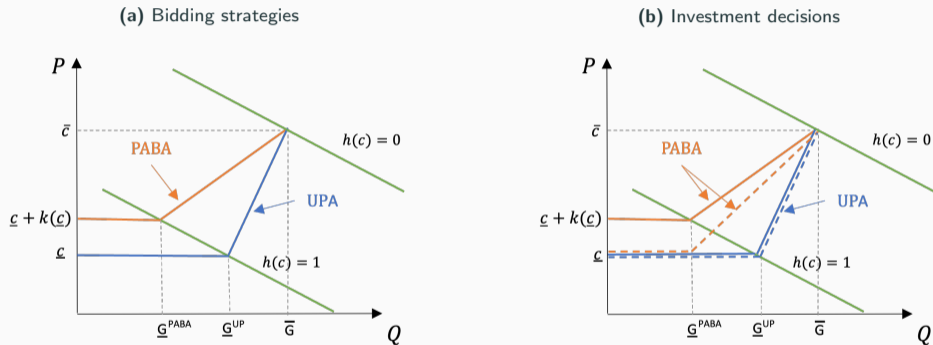 (a) Bidding strategies
P
c̄
h(c) = 0
PABA
c̲ + k(c̲)
UPA
c̲
h(c) = 1
G̲ᴾᴬᴮᴬ
G̲ᵁᴾ
G̅
Q
(b) Investment decisions
P
c̄
h(c) = 0
PABA
c̲ + k(c̲)
UPA
c̲
h(c) = 1
G̲ᴾᴬᴮᴬ
G̲ᵁᴾ
G̅
Q